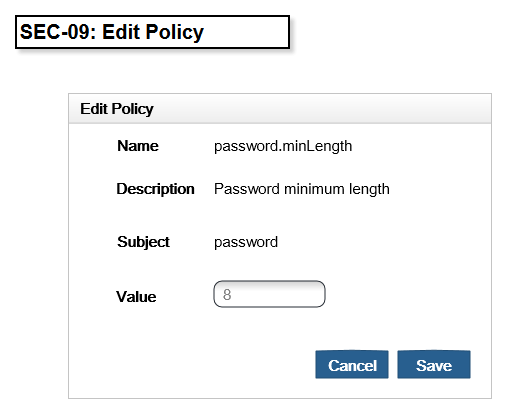 SEC-09: Edit Policy
Edit Policy
Name password.minLength
Description Password minimum length
Subject password
Value 8
Cancel Save